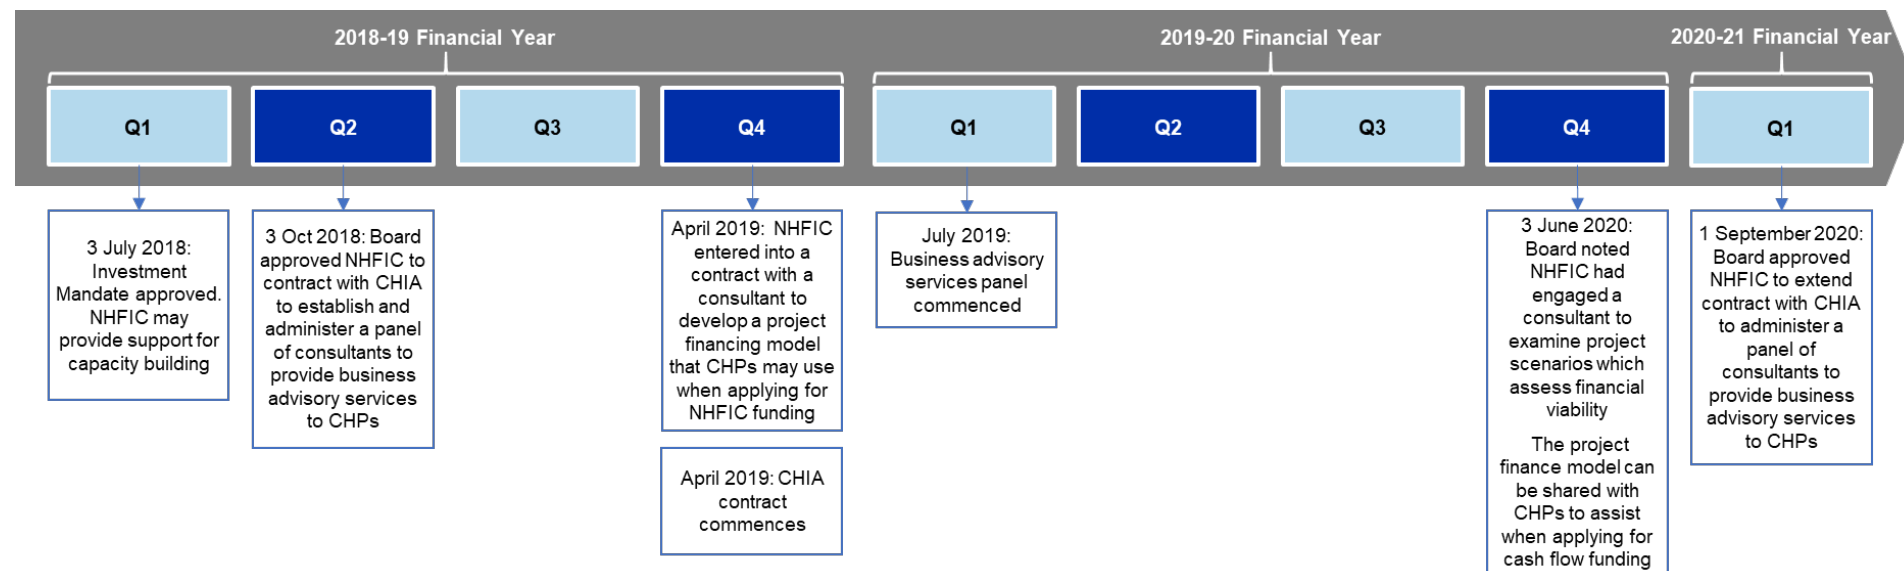 2018-19 Financial Year
2019-20 Financial Year
2020-21 Financial Year
Q1
Q2
Q3
Q4
Q1
Q2
Q3
Q4
Q1
3 July 2018:
Investment
Mandate approved.
NHFIC may
provide support for
capacity building
3 Oct 2018: Board
approved NHFIC to
contract with CHIA
to establish and
administer a panel
of consultants to
provide business
advisory services
to CHPs
April 2019: NHFIC
entered into a
contract with a
consultant to
develop a project
financing model
that CHPs may use
when applying for
NHFIC funding
April 2019: CHIA
contract
commences
July 2019:
Business advisory
services panel
commenced
3 June 2020:
Board noted
NHFIC had
engaged a
consultant to
examine project
scenarios which
assess financial
viability
The project
finance model can
be shared with
CHPs to assist
when applying for
cash flow funding
1 September 2020:
Board approved
NHFIC to extend
contract with CHIA
to administer a
panel of
consultants to
provide business
advisory services
to CHPs